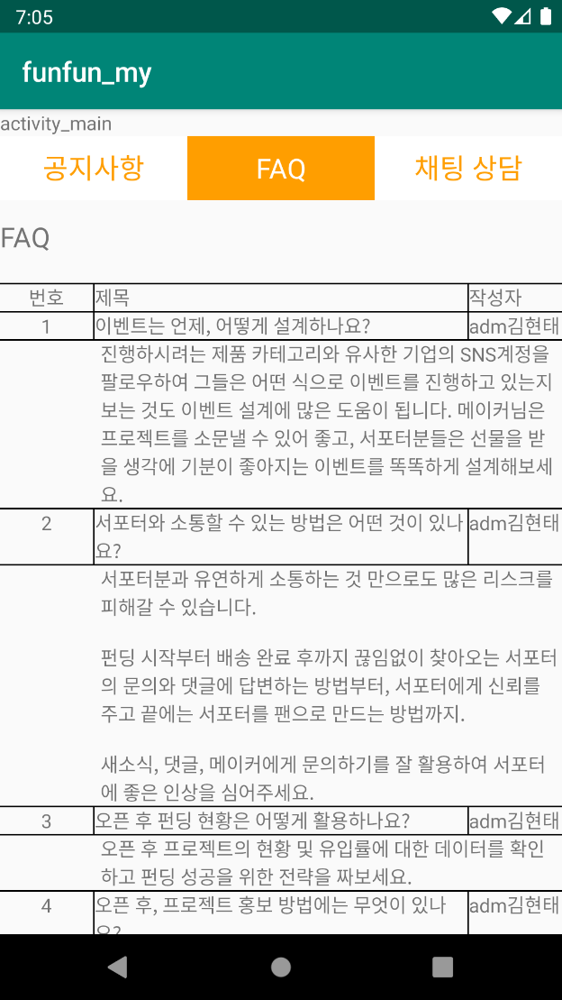 7:05
funfun_my
activity_main
공지사항 FAQ 채팅 상담
FAQ
번호 제목 작성자
1 이벤트는 언제, 어떻게 설계하나요? adm김현태
진행하시려는 제품 카테고리와 유사한 기업의 SNS계정을
팔로우하여 그들은 어떤 식으로 이벤트를 진행하고 있는지
보는 것도 이벤트 설계에 많은 도움이 됩니다. 메이커님은
프로젝트를 소문낼 수 있어 좋고, 서포터분들은 선물을 받
을 생각에 기분이 좋아지는 이벤트를 똑똑하게 설계해보세
요.
2 서포터와 소통할 수 있는 방법은 어떤 것이 있나 adm김현태
요?
서포터분과 유연하게 소통하는 것 만으로도 많은 리스크를
피해갈 수 있습니다.
펀딩 시작부터 배송 완료 후까지 끊임없이 찾아오는 서포터
의 문의와 댓글에 답변하는 방법부터, 서포터에게 신뢰를
주고 끝에는 서포터를 팬으로 만드는 방법까지.
새소식, 댓글, 메이커에게 문의하기를 잘 활용하여 서포터
에 좋은 인상을 심어주세요.
3 오픈 후 펀딩 현황은 어떻게 활용하나요? adm김현태
오픈 후 프로젝트의 현황 및 유입률에 대한 데이터를 확인
하고 펀딩 성공을 위한 전략을 짜보세요.
4 오픈 후, 프로젝트 홍보 방법에는 무엇이 있나 adm김현태
요?